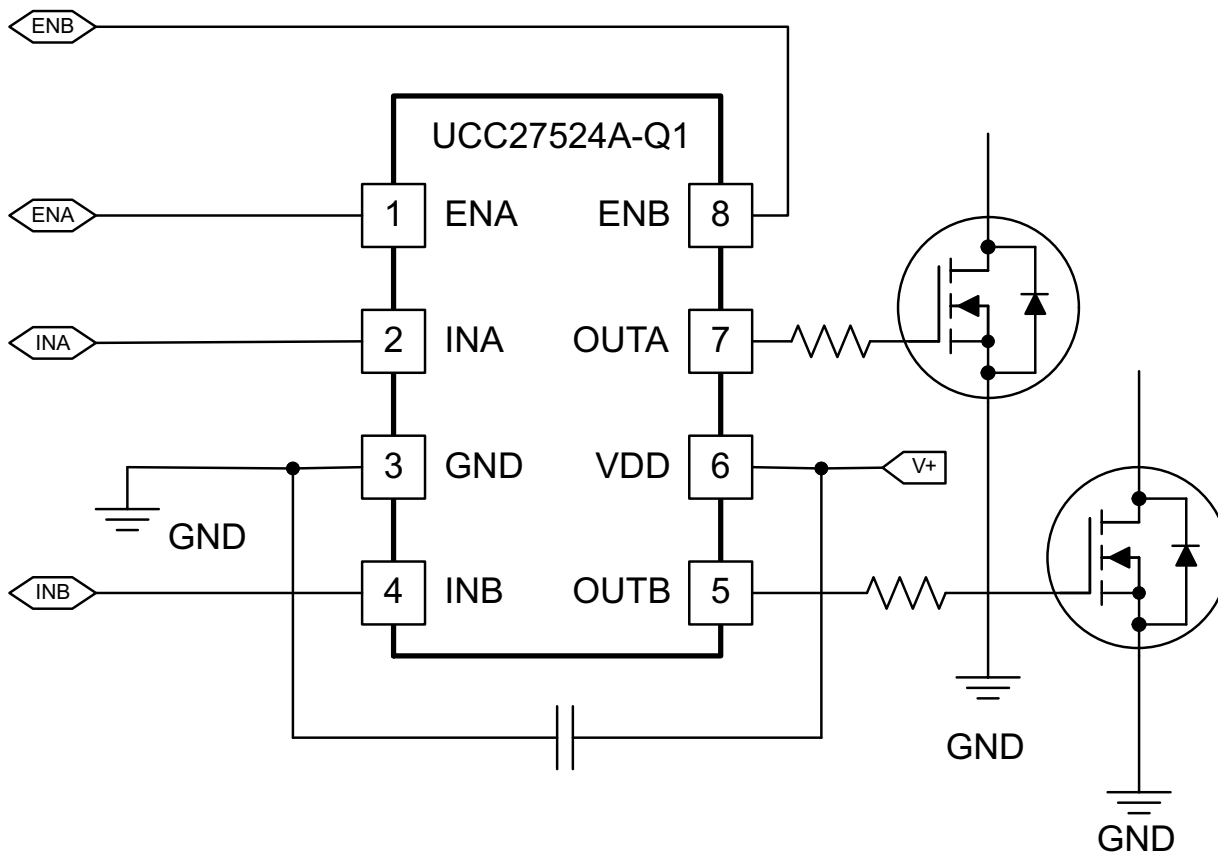 ENB
UCC27524A-Q1
ENA
1
ENA
ENB
8
INA
2
INA
OUTA
7
3
GND
VDD
6
V+
GND
INB
4
INB
OUTB
5
GND
GND